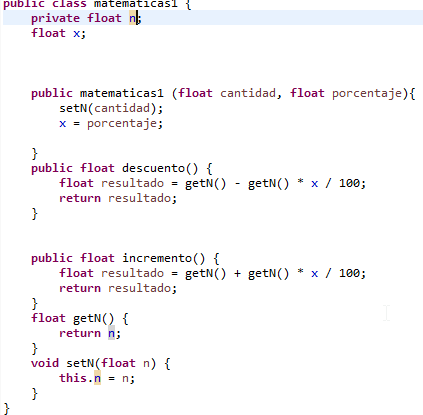 public class matematicas1 {
private float n;
float x;
public matematicas1 (float cantidad, float porcentaje){
setN(cantidad);
x = porcentaje;
}
public float descuento() {
float resultado = getN() - getN() * x / 100;
return resultado;
}
public float incremento() {
float resultado = getN() + getN() * x / 100;
return resultado;
}
float getN() {
return n;
}
void setN(float n) {
this.n = n;
}
}